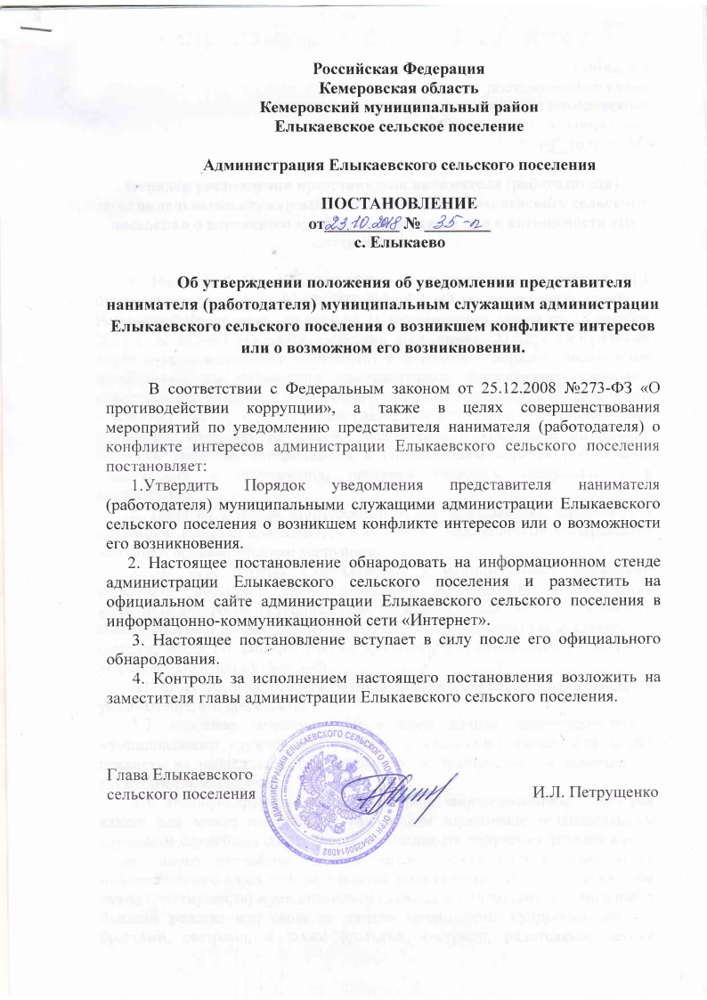 Российская Федерация
Кемеровская область
Кемеровский муниципальный район
Елыкаевское сельское поселение
Администрация Елыкаевского сельского поселения
ПОСТАНОВЛЕНИЕ
от 23.10.2018 № 35-п
с. Елыкаево
Об утверждении положения об уведомлении представителя
нанимателя (работодателя) муниципальным служащим администрации
Елыкаевского сельского поселения о возникшем конфликте интересов
или о возможном его возникновении.
В соответствии с Федеральным законом от 25.12.2008 №273-ФЗ «О
противодействии коррупции», а также в целях совершенствования
мероприятий по уведомлению представителя нанимателя (работодателя) о
конфликте интересов администрации Елыкаевского сельского поселения
постановляет:
1.Утвердить Порядок уведомления представителя нанимателя
(работодателя) муниципальными служащими администрации Елыкаевского
сельского поселения о возникшем конфликте интересов или о возможности
его возникновения.
2. Настоящее постановление обнародовать на информационном стенде
администрации Елыкаевского сельского поселения и разместить на
официальном сайте администрации Елыкаевского сельского поселения в
информацонно-коммуникационной сети «Интернет».
3. Настоящее постановление вступает в силу после его официального
обнародования.
4. Контроль за исполнением настоящего постановления возложить на
заместителя главы администрации Елыкаевского сельского поселения.
Глава Елыкаевского
сельского поселения И.Л. Петрущенко
АДМИНИСТРАЦИЯ ЕЛЫКАЕВСКОГО СЕЛЬСКОГО